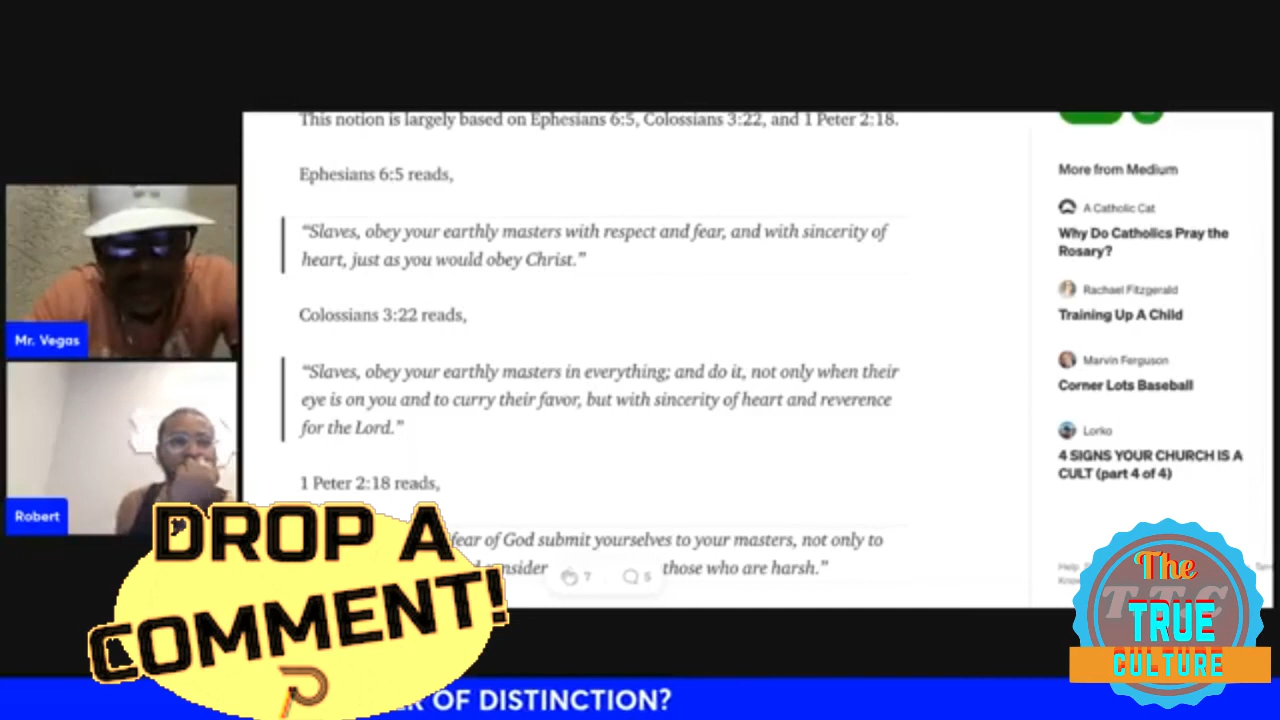 This notion is largely based on Ephesians 6:5, Colossians 3:22, and 1 Peter 2:18.
Ephesians 6:5 reads,
“Slaves, obey your earthly masters with respect and fear, and with sincerity of
heart, just as you would obey Christ.”
Colossians 3:22 reads,
“Slaves, obey your earthly masters in everything; and do it, not only when their
eye is on you and to curry their favor, but with sincerity of heart and reverence
for the Lord.”
1 Peter 2:18 reads,
fear of God submit yourselves to your masters, not only to
those who are harsh.”
7
5
More from Medium
A Catholic Cat
Why Do Catholics Pray the
Rosary?
Rachael Fitzgerald
Training Up A Child
Marvin Ferguson
Corner Lots Baseball
Lorko
4 SIGNS YOUR CHURCH IS A
CULT (part 4 of 4)
Help
Mr. Vegas
Robert
DROP A
COMMENT!
OF DISTINCTION?
The
T.T.C
TRUE
CULTURE